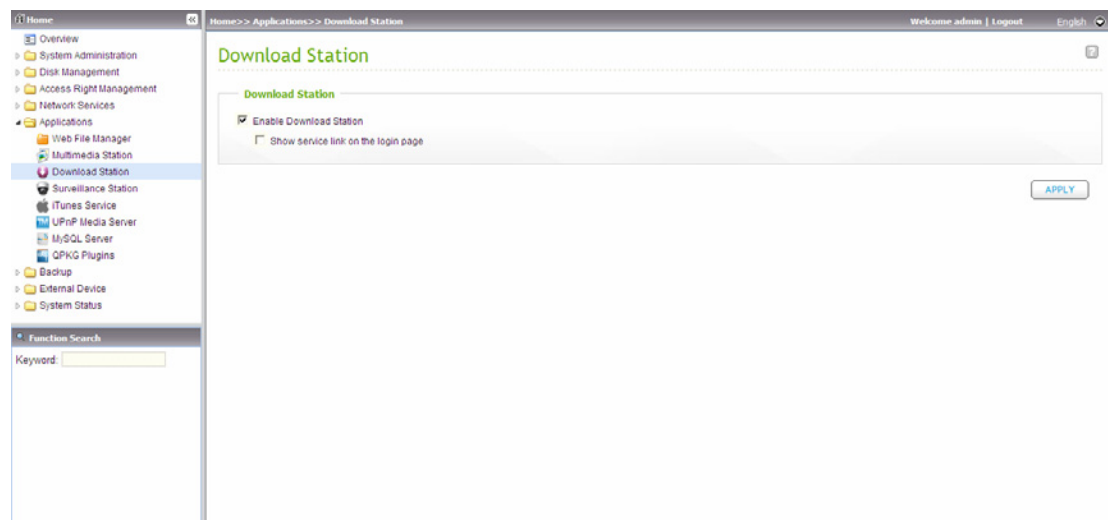 Home
Home>> Applications>> Download Station
Welcome admin | Logout
English
Overview
System Administration
Disk Management
Access Right Management
Network Services
Applications
Web File Manager
Multimedia Station
Download Station
Surveillance Station
iTunes Service
UPnP Media Server
MySQL Server
QPKG Plugins
Backup
External Device
System Status
Function Search
Keyword:
Download Station
?
Download Station
Enable Download Station
Show service link on the login page
APPLY